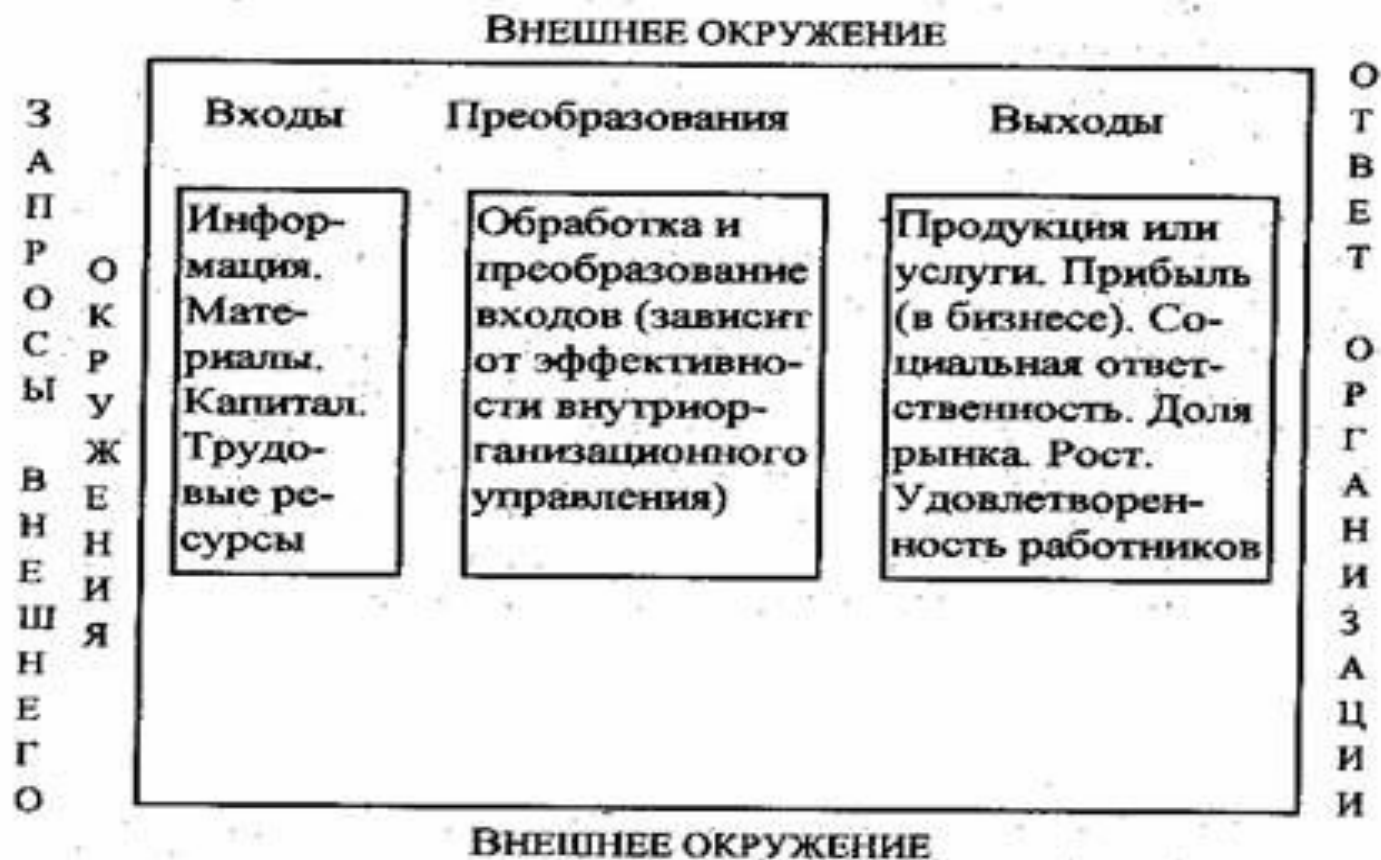 ВНЕШНЕЕ ОКРУЖЕНИЕ
ЗАПРОСЫ ВНЕШНЕГО
ОКРУЖЕНИЯ
Входы
Инфор-
мация.
Мате-
риалы.
Капитал.
Трудо-
вые ре-
сурсы
Преобразования
Обработка и
преобразование
входов (зависит
от эффективно-
сти внутриор-
ганизационного
управления)
Выходы
Продукция или
услуги. Прибыль
(в бизнесе). Со-
циальная ответ-
ственность. Доля
рынка. Рост.
Удовлетворен-
ность работников
ОТВЕТ ОРГАНИЗАЦИИ
ВНЕШНЕЕ ОКРУЖЕНИЕ